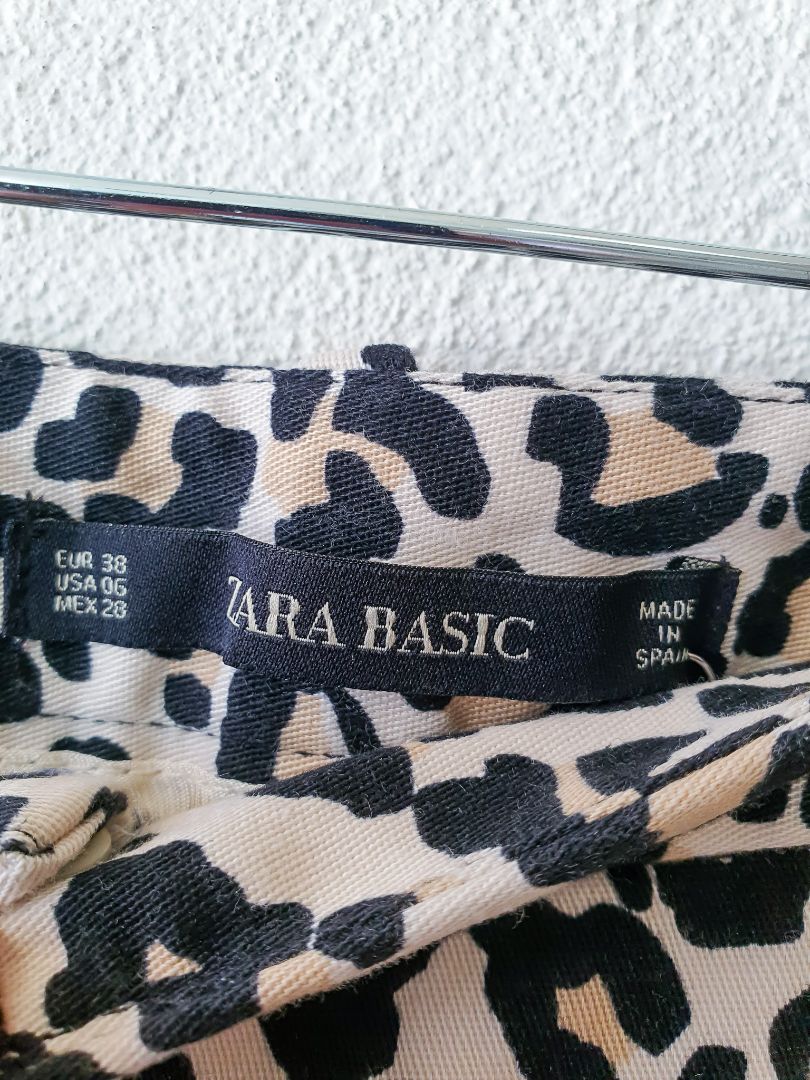 EUR 38
USA 06
MEX 28
ZARA BASIC
MADE
IN
SPAIN